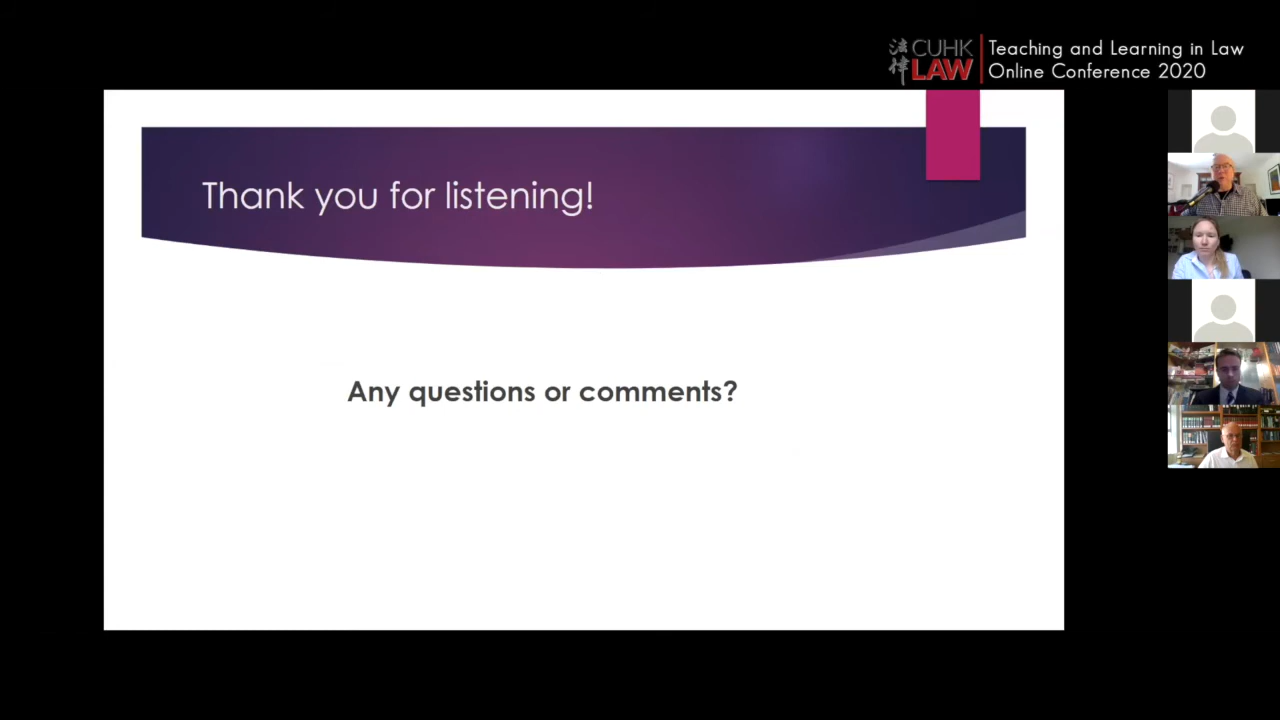 法律 CUHK LAW
Teaching and Learning in Law
Online Conference 2020
Thank you for listening!
Any questions or comments?